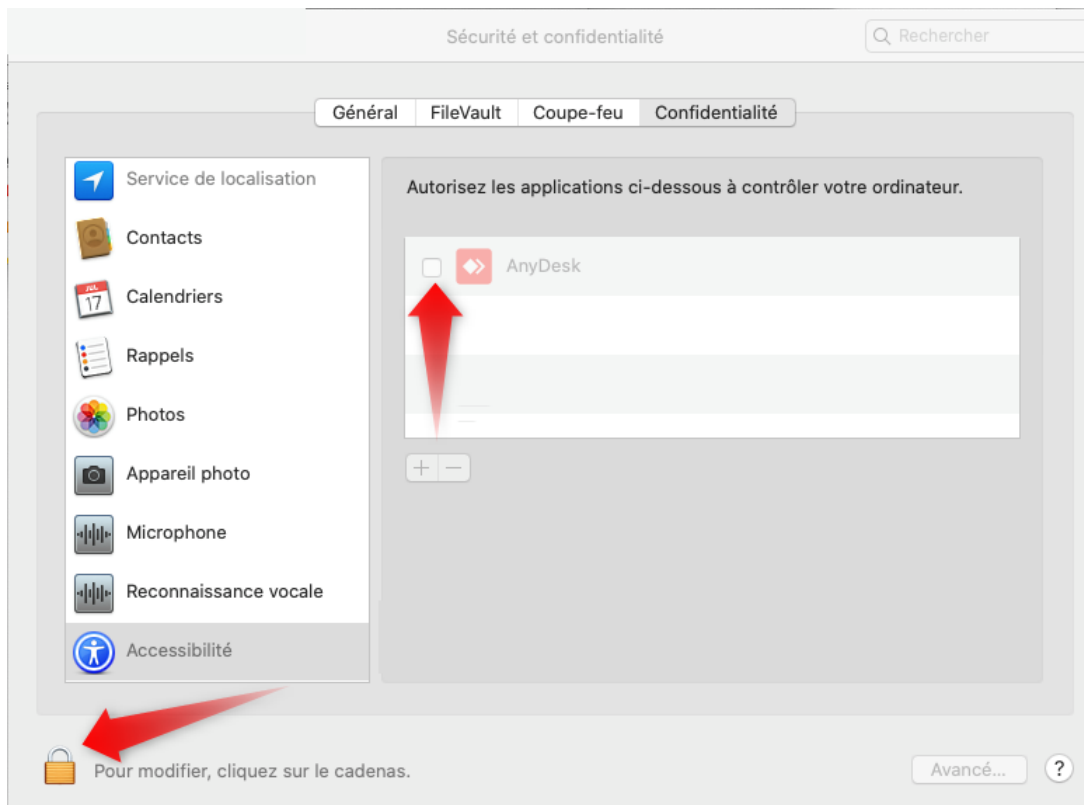 Sécurité et confidentialité
Rechercher
Général FileVault Coupe-feu Confidentialité
Service de localisation
Contacts
JUL
17
Calendriers
Rappels
Photos
Appareil photo
Microphone
Reconnaissance vocale
Accessibilité
Autorisez les applications ci-dessous à contrôler votre ordinateur.
AnyDesk
+ −
Pour modifier, cliquez sur le cadenas.
Avancé...
?